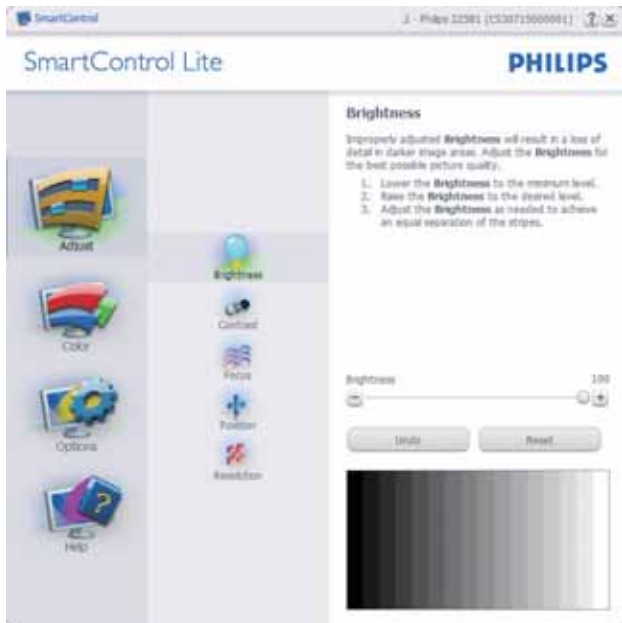 SmartControl
2 - Philips
SmartControl Lite
PHILIPS
Adjust
Color
Options
Help
Brightness
Contrast
Focus
Position
Resolution
Brightness
Improperly adjusted Brightness will result in a loss of
detail in darker image areas. Adjust the Brightness for
the best possible picture quality.
1. Lower the Brightness to the minimum level.
2. Raise the Brightness to the desired level.
3. Adjust the Brightness as needed to achieve
an equal separation of the stripes.
Brightness 100
Undo Reset